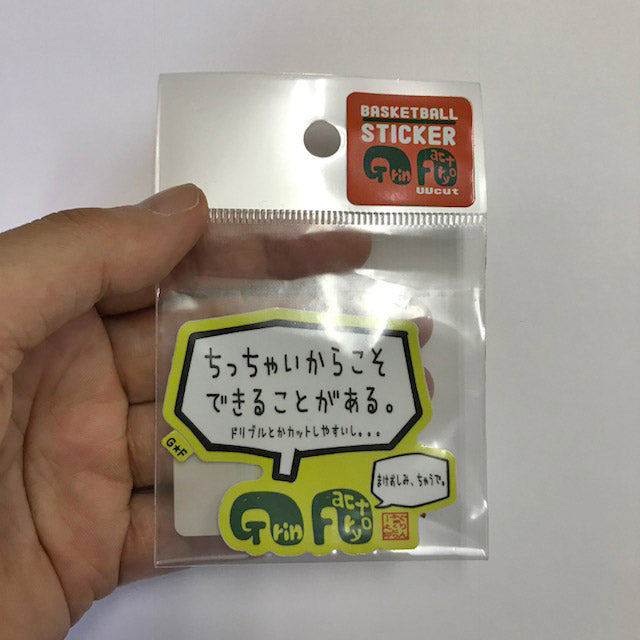 BASKETBALL
STICKER
Grin Factory
UVcut
ちっちゃいからこそ
できることがある。
ドリブルとかカットしやすいし。。。
G★F
まけおしみ、ちゃうで。
Grin Factory